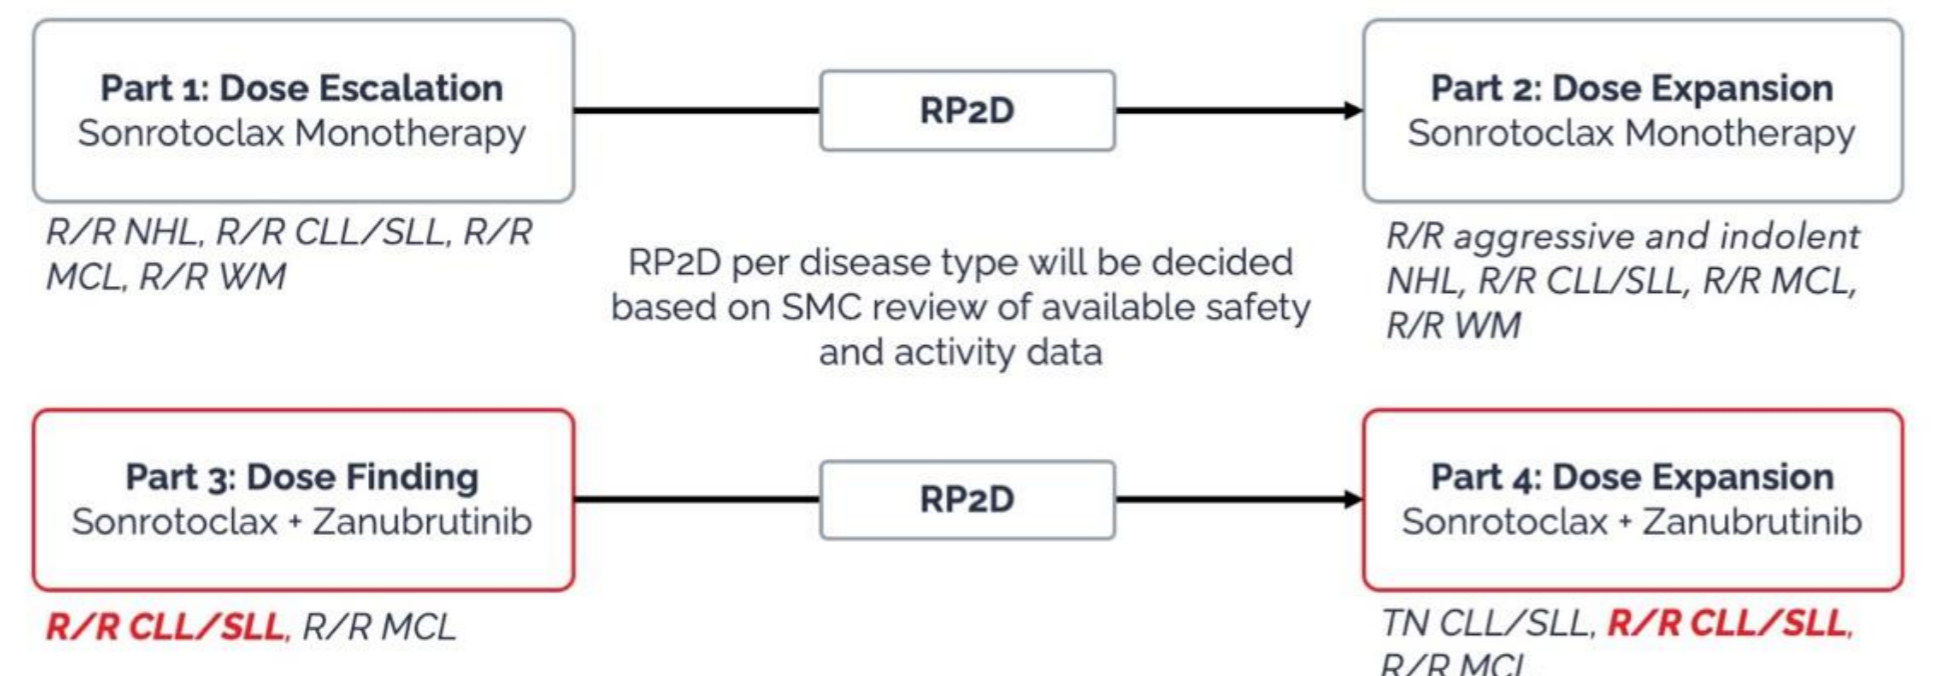 Part 1: Dose Escalation
Sonrotoclax Monotherapy
R/R NHL, R/R CLL/SLL, R/R
MCL, R/R WM
RP2D
Part 2: Dose Expansion
Sonrotoclax Monotherapy
R/R aggressive and indolent
NHL, R/R CLL/SLL, R/R MCL,
R/R WM
RP2D per disease type will be decided
based on SMC review of available safety
and activity data
Part 3: Dose Finding
Sonrotoclax + Zanubrutinib
R/R CLL/SLL, R/R MCL
RP2D
Part 4: Dose Expansion
Sonrotoclax + Zanubrutinib
TN CLL/SLL, R/R CLL/SLL,
R/R MCL